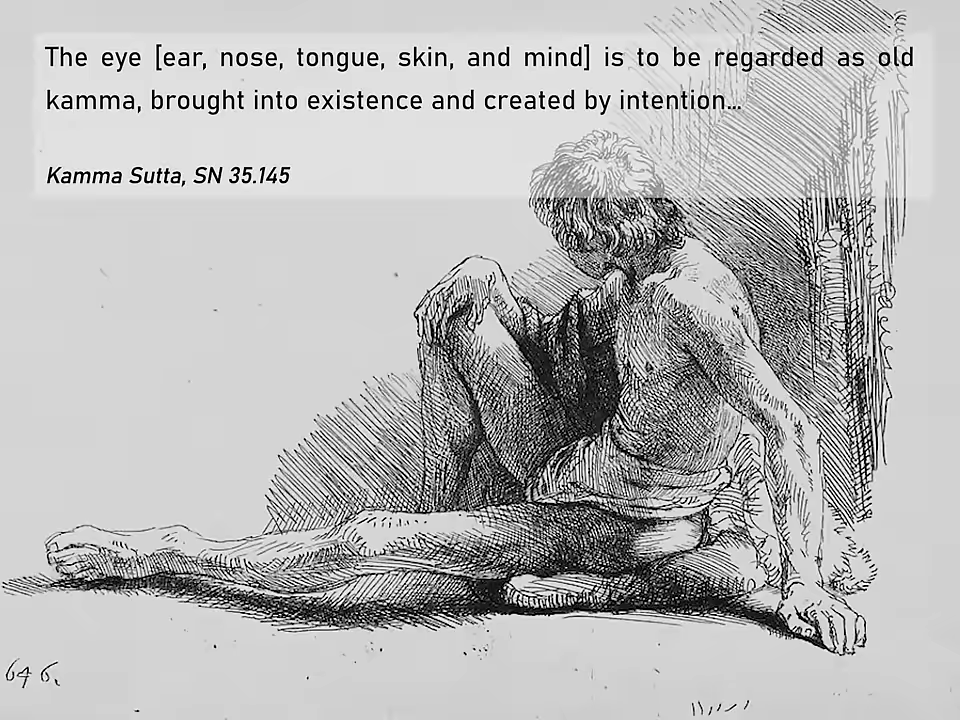 The eye [ear, nose, tongue, skin, and mind] is to be regarded as old
kamma, brought into existence and created by intention...
Kamma Sutta, SN 35.145
646.